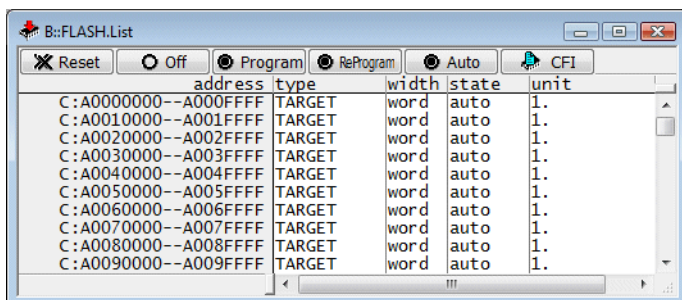 B::FLASH.List
Reset Off Program ReProgram Auto CFI
address type width state unit
C:A0000000--A000FFFF TARGET word auto 1.
C:A0010000--A001FFFF TARGET word auto 1.
C:A0020000--A002FFFF TARGET word auto 1.
C:A0030000--A003FFFF TARGET word auto 1.
C:A0040000--A004FFFF TARGET word auto 1.
C:A0050000--A005FFFF TARGET word auto 1.
C:A0060000--A006FFFF TARGET word auto 1.
C:A0070000--A007FFFF TARGET word auto 1.
C:A0080000--A008FFFF TARGET word auto 1.
C:A0090000--A009FFFF TARGET word auto 1.